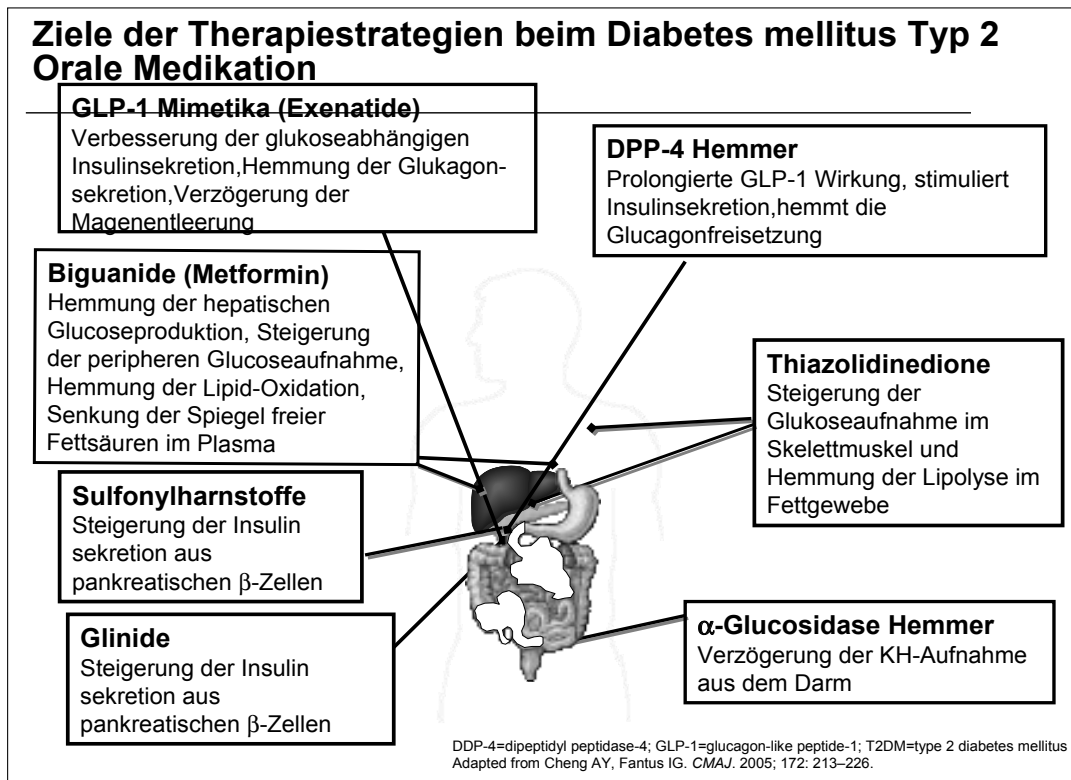 Ziele der Therapiestrategien beim Diabetes mellitus Typ 2
Orale Medikation
GLP-1 Mimetika (Exenatide)
Verbesserung der glukoseabhängigen
Insulinsekretion,Hemmung der Glukagon-
sekretion,Verzögerung der
Magenentleerung
DPP-4 Hemmer
Prolongierte GLP-1 Wirkung, stimuliert
Insulinsekretion,hemmt die
Glucagonfreisetzung
Biguanide (Metformin)
Hemmung der hepatischen
Glucoseproduktion, Steigerung
der peripheren Glucoseaufnahme,
Hemmung der Lipid-Oxidation,
Senkung der Spiegel freier
Fettsäuren im Plasma
Thiazolidinedione
Steigerung der
Glukoseaufnahme im
Skelettmuskel und
Hemmung der Lipolyse im
Fettgewebe
Sulfonylharnstoffe
Steigerung der Insulin
sekretion aus
pankreatischen β-Zellen
Glinide
Steigerung der Insulin
sekretion aus
pankreatischen β-Zellen
α-Glucosidase Hemmer
Verzögerung der KH-Aufnahme
aus dem Darm
DDP-4=dipeptidyl peptidase-4; GLP-1=glucagon-like peptide-1; T2DM=type 2 diabetes mellitus
Adapted from Cheng AY, Fantus IG. CMAJ. 2005; 172: 213–226.